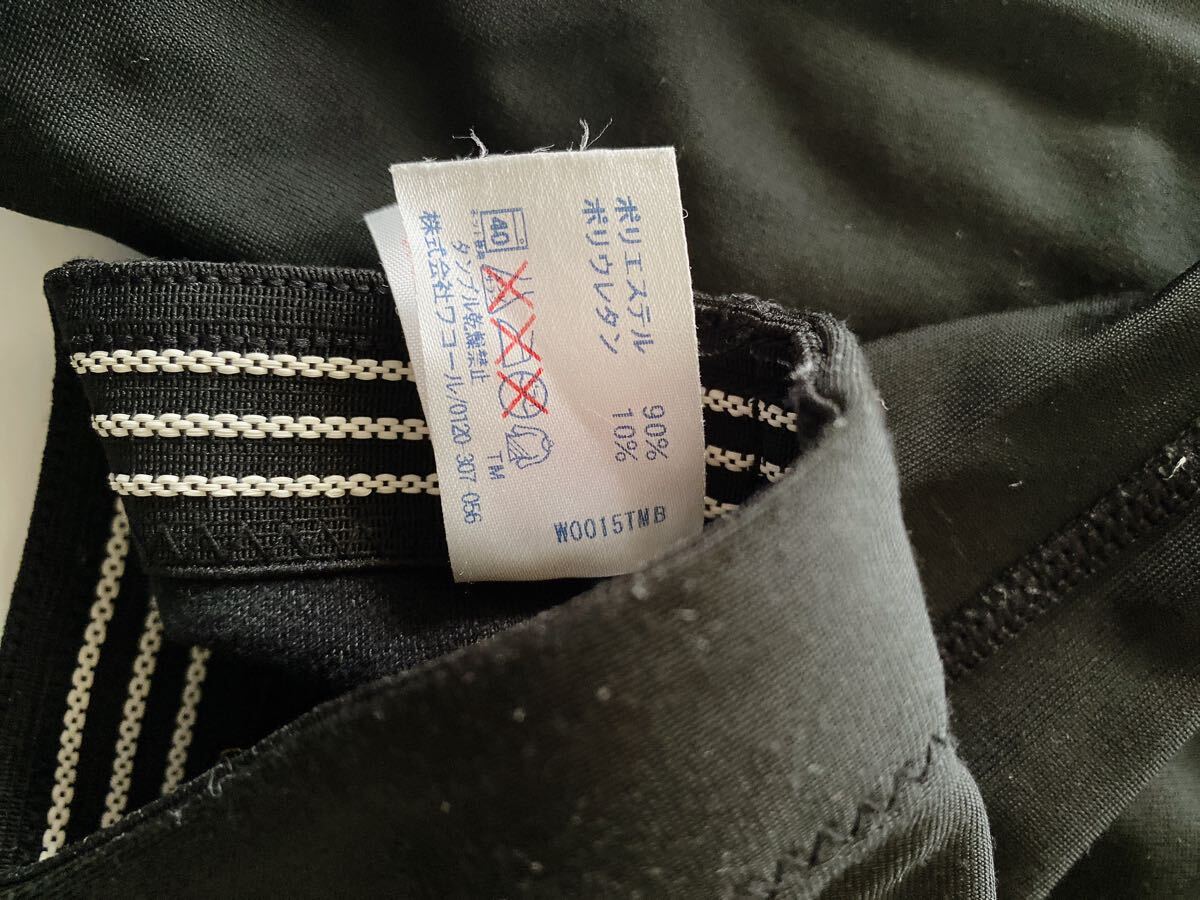 ポリエステル 90%
ポリウレタン 10%
40
TM
タンブル乾燥禁止
株式会社ワコール/0120-307-056
W0015TMB